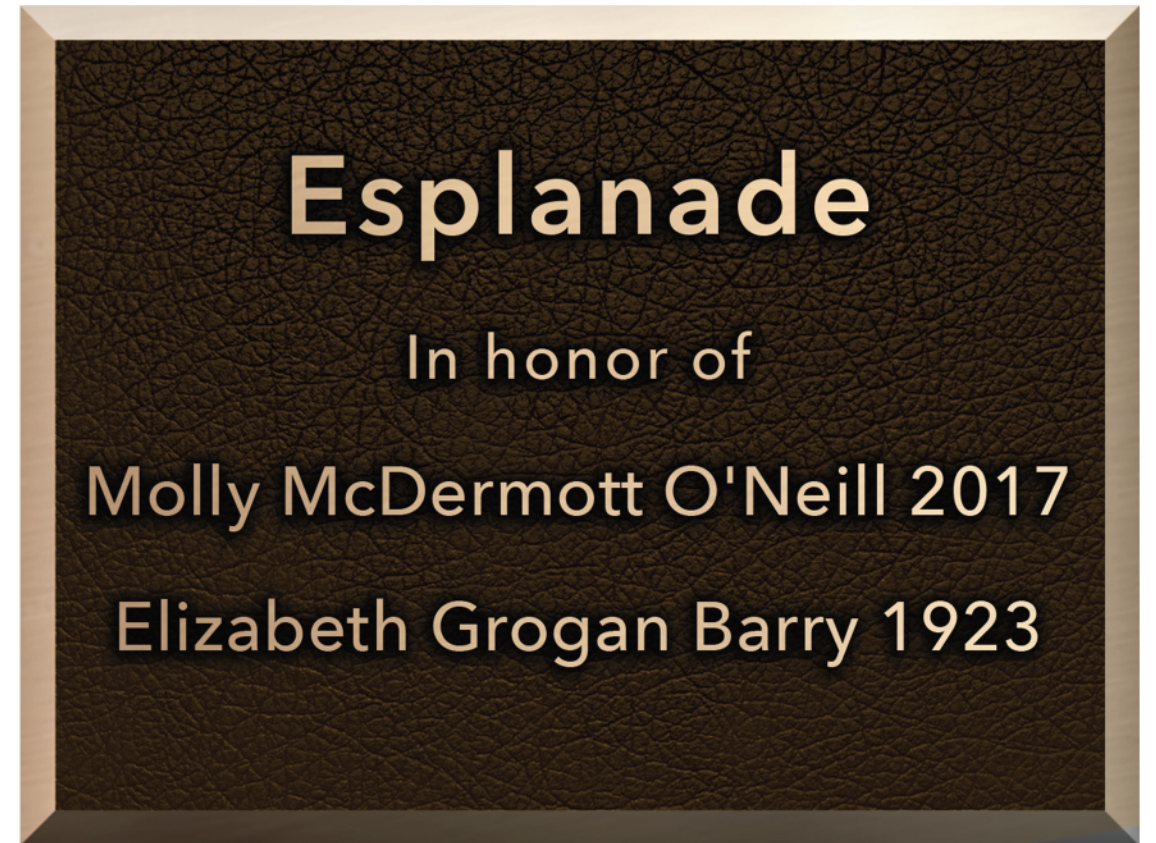 Esplanade
In honor of
Molly McDermott O'Neill 2017
Elizabeth Grogan Barry 1923